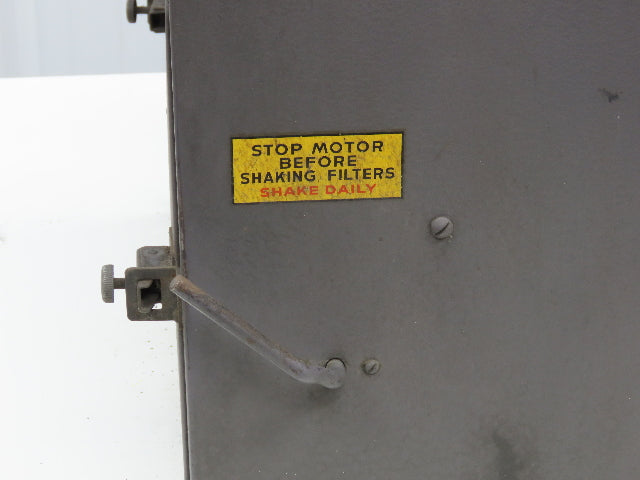 STOP MOTOR
BEFORE
SHAKING FILTERS
SHAKE DAILY